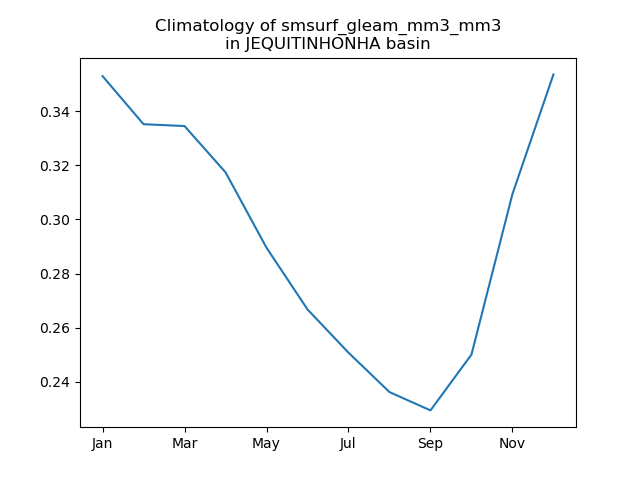 Climatology of smsurf_gleam_mm3_mm3
in JEQUITINHONHA basin
0.34
0.32
0.30
0.28
0.26
0.24
Jan Mar May Jul Sep Nov